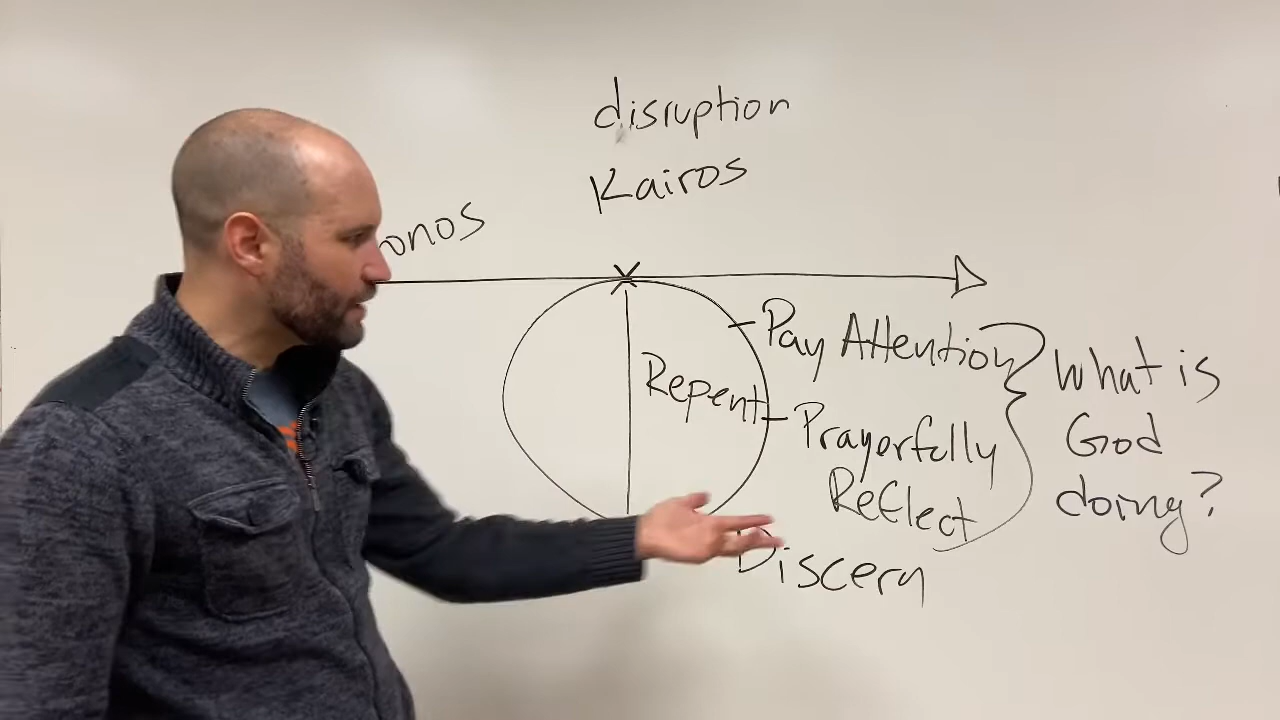 disruption
Kairos
onos
Pay Attention
Repent
Prayerfully
Reflect
Discern
What is
God
doing?